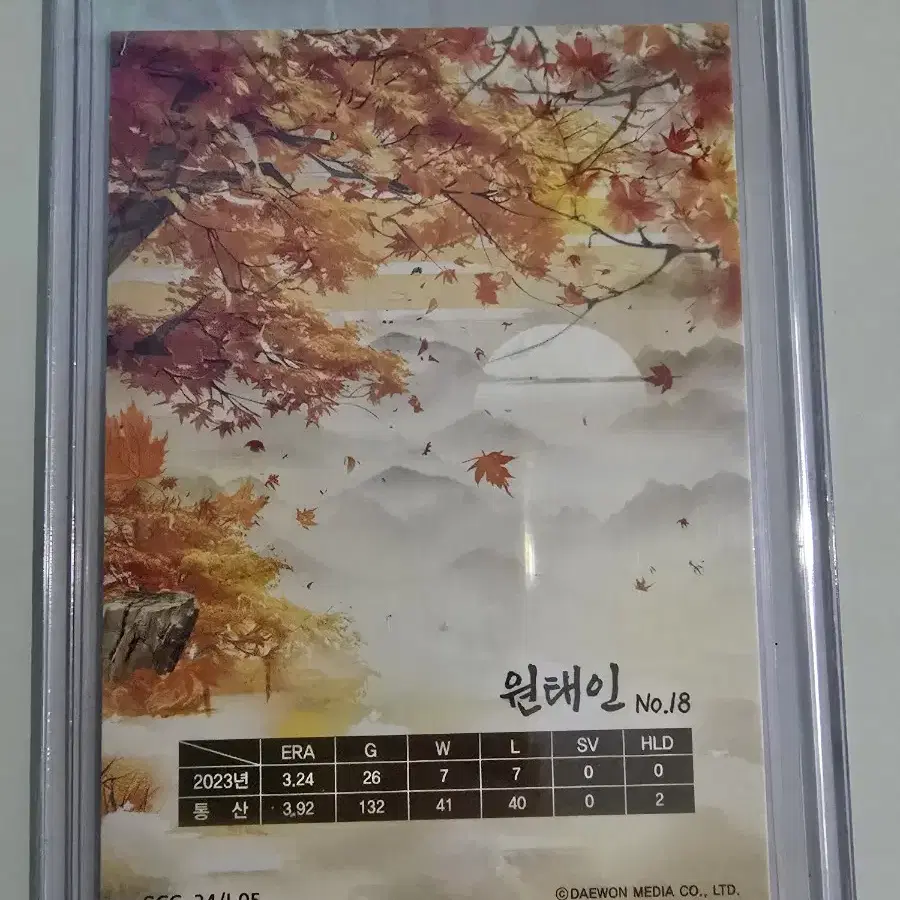 원태인 No.18
ERA G W L SV HLD
2023년 3.24 26 7 7 0 0
통 산 3.92 132 41 40 0 2
©DAEWON MEDIA CO., LTD.